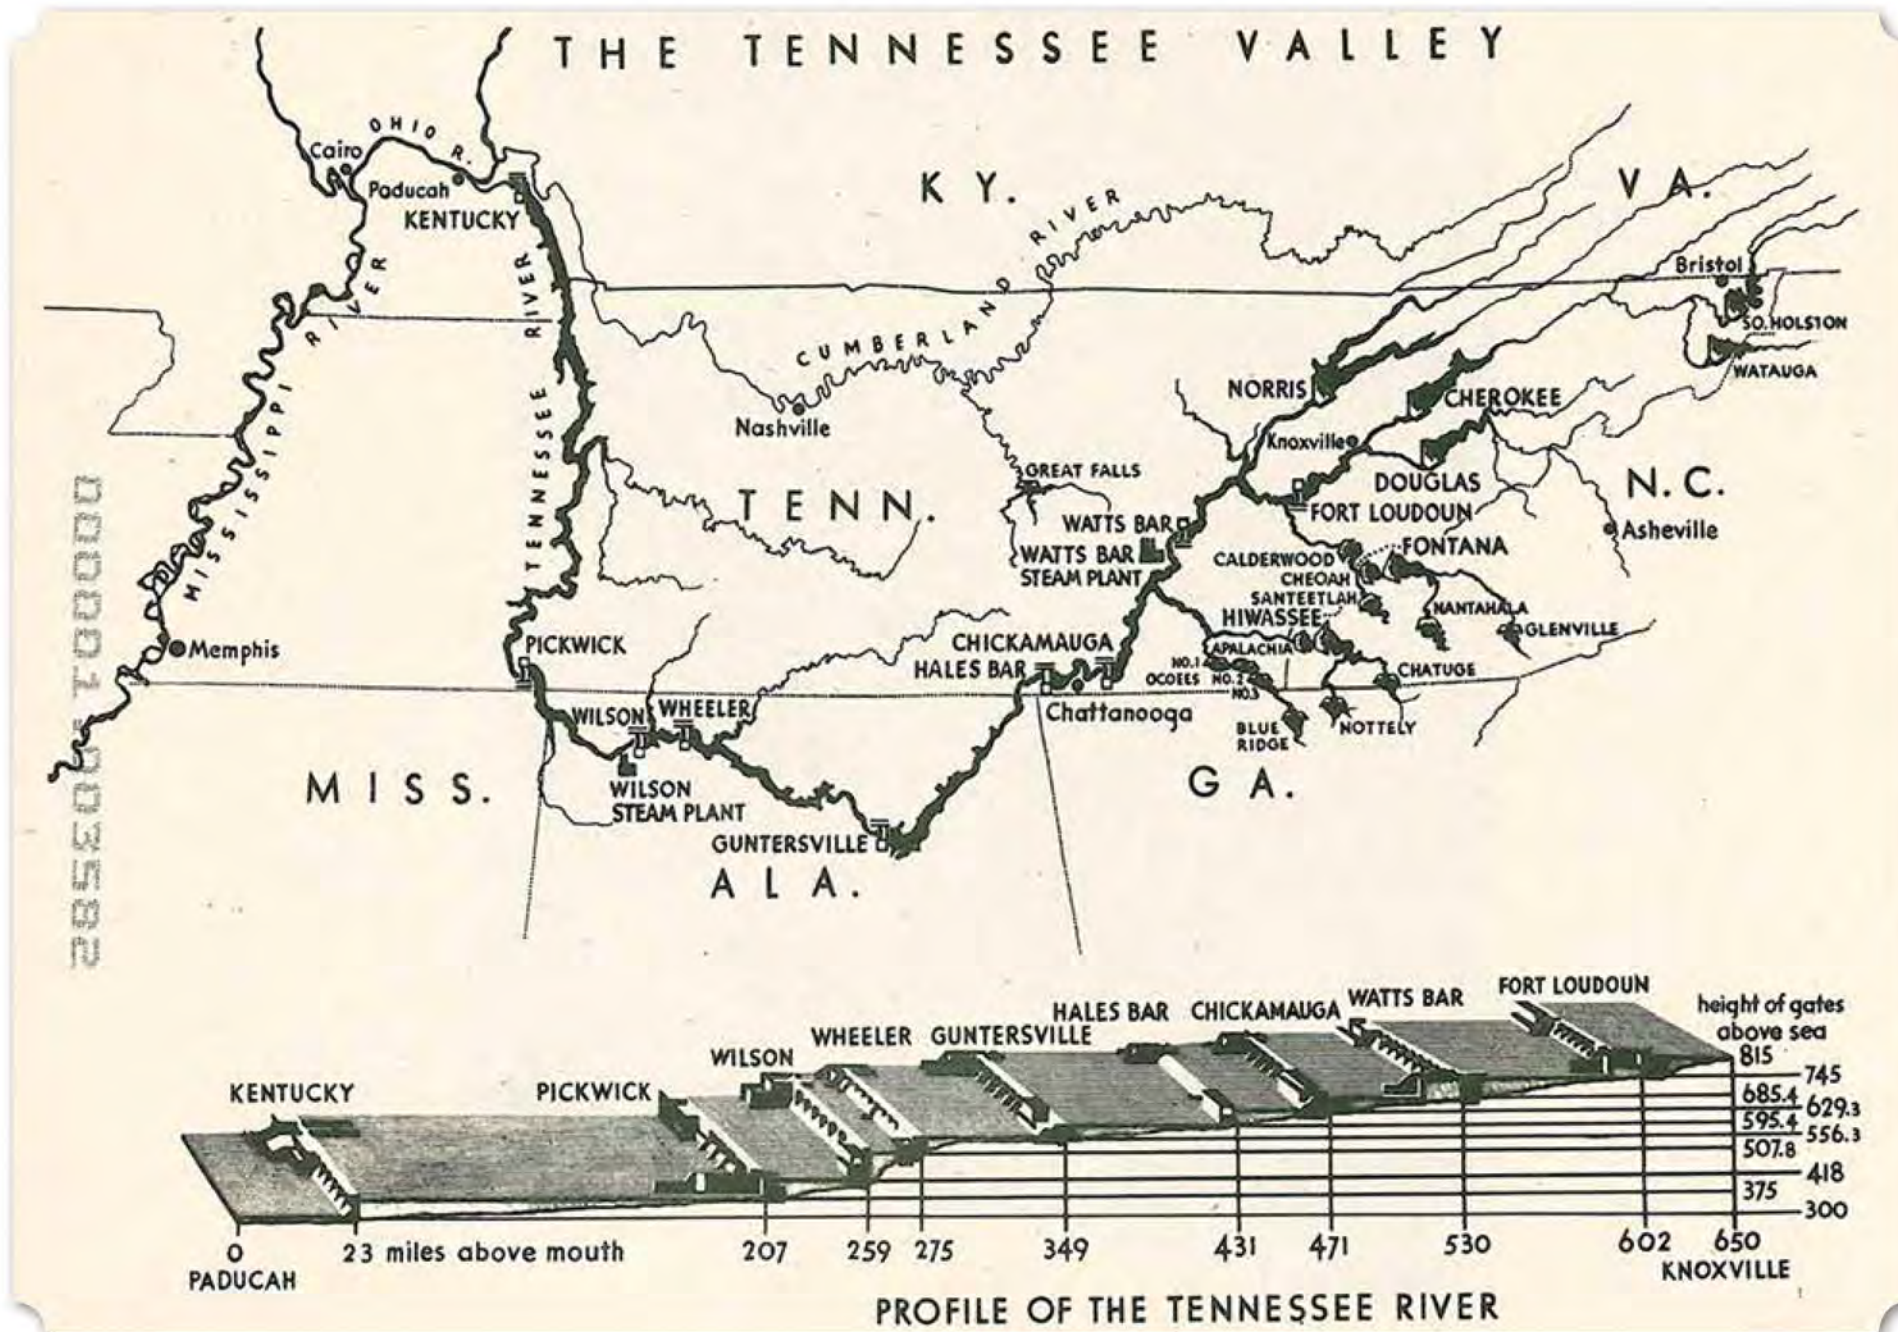 THE TENNESSEE VALLEY
OHIO R.
Cairo
Paducah
KENTUCKY
KY.
VA.
RIVER
CUMBERLAND
MISSISSIPPI
RIVER
TENNESSEE RIVER
Bristol
SO. HOLSTON
WATAUGA
NORRIS
CHEROKEE
Nashville
Knoxville
DOUGLAS
GREAT FALLS
TENN.
N.C.
FORT LOUDOUN
WATTS BAR
WATTS BAR
STEAM PLANT
Asheville
CALDERWOOD
FONTANA
CHEOAH
SANTEETLAH
HIWASSEE
NANTAHALA
GLENVILLE
Memphis
PICKWICK
CHICKAMAUGA
HALES BAR
APALACHIA
NO.1
OCOEES NO.2
NO.3
CHATUGE
WILSON
WHEELER
Chattanooga
BLUE
RIDGE
NOTTELY
MISS.
WILSON
STEAM PLANT
GA.
GUNTERSVILLE
ALA.
0000001.003582
FORT LOUDOUN
WATTS BAR
CHICKAMAUGA
HALES BAR
GUNTERSVILLE
WHEELER
WILSON
PICKWICK
KENTUCKY
height of gates
above sea
815
745
685.4
629.3
595.4
556.3
507.8
418
375
300
0 23 miles above mouth 207 259 275 349 431 471 530 602 650
PADUCAH KNOXVILLE
PROFILE OF THE TENNESSEE RIVER